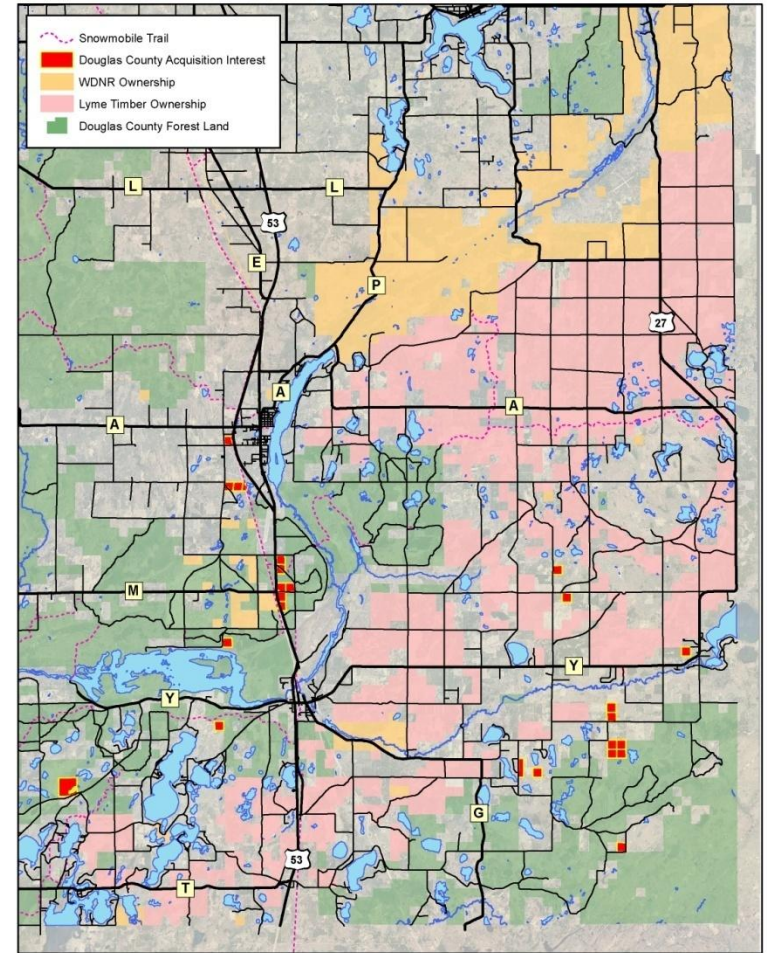 Snowmobile Trail
Douglas County Acquisition Interest
WDNR Ownership
Lyme Timber Ownership
Douglas County Forest Land
L
L
53
E
P
27
A
A
A
M
Y
Y
G
53
T